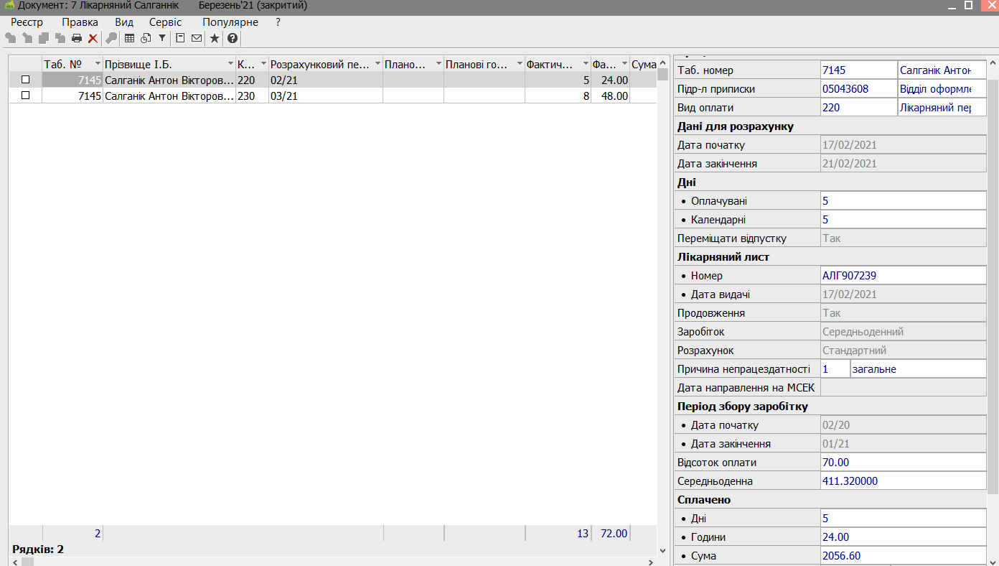 Документ: 7 Лікарняний Салганнік Березень'21 (закритий)
Реєстр Правка Вид Сервіс Популярне ?
Таб. № Прізвище І.Б. К... Розрахунковий пе... Плано... Планові го... Фактич... Фа... Сума
7145 Салганік Антон Вікторов... 220 02/21 5 24.00
7145 Салганік Антон Вікторов... 230 03/21 8 48.00
2 13 72.00
Рядків: 2
Таб. номер 7145 Салганік Антон
Підр-л приписки 05043608 Відділ оформле
Вид оплати 220 Лікарняний пер
Дані для розрахунку
Дата початку 17/02/2021
Дата закінчення 21/02/2021
Дні
• Оплачувані 5
• Календарні 5
Переміщати відпустку Так
Лікарняний лист
• Номер АЛГ907239
• Дата видачі 17/02/2021
Продовження Так
Заробіток Середньоденний
Розрахунок Стандартний
Причина непрацездатності 1 загальне
Дата направлення на МСЕК
Період збору заробітку
• Дата початку 02/20
• Дата закінчення 01/21
Відсоток оплати 70.00
Середньоденна 411.320000
Сплачено
• Дні 5
• Години 24.00
• Сума 2056.60